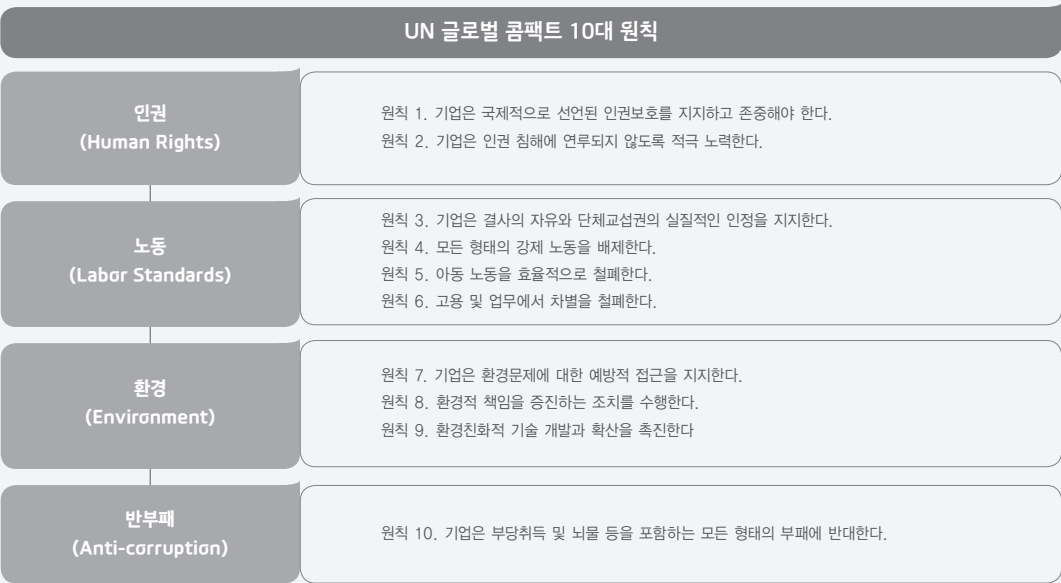 UN 글로벌 콤팩트 10대 원칙
인권
(Human Rights)
원칙 1. 기업은 국제적으로 선언된 인권보호를 지지하고 존중해야 한다.
원칙 2. 기업은 인권 침해에 연루되지 않도록 적극 노력한다.
노동
(Labor Standards)
원칙 3. 기업은 결사의 자유와 단체교섭권의 실질적인 인정을 지지한다.
원칙 4. 모든 형태의 강제 노동을 배제한다.
원칙 5. 아동 노동을 효율적으로 철폐한다.
원칙 6. 고용 및 업무에서 차별을 철폐한다.
환경
(Environment)
원칙 7. 기업은 환경문제에 대한 예방적 접근을 지지한다.
원칙 8. 환경적 책임을 증진하는 조치를 수행한다.
원칙 9. 환경친화적 기술 개발과 확산을 촉진한다
반부패
(Anti-corruption)
원칙 10. 기업은 부당취득 및 뇌물 등을 포함하는 모든 형태의 부패에 반대한다.